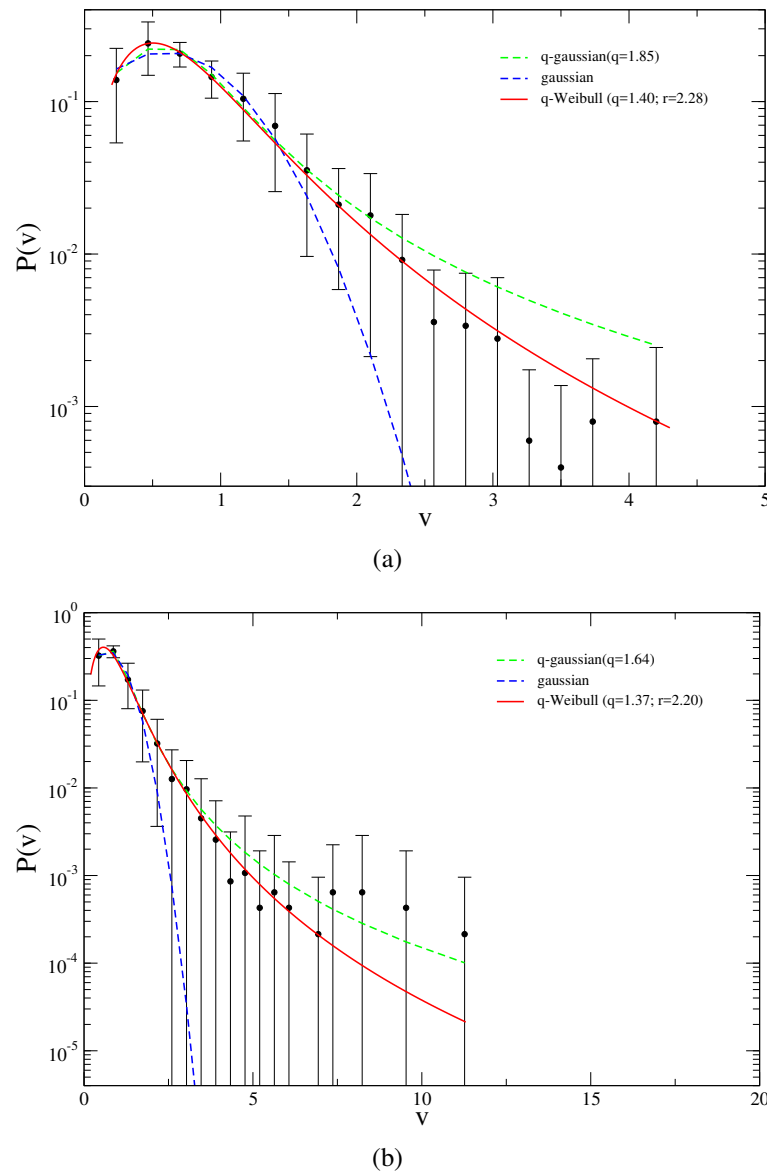 10^-1
10^-2
10^-3
P(v)
q-gaussian(q=1.85)
gaussian
q-Weibull (q=1.40; r=2.28)
0 1 2 3 4 5
v
(a)
10^0
10^-1
10^-2
10^-3
10^-4
10^-5
P(v)
q-gaussian(q=1.64)
gaussian
q-Weibull (q=1.37; r=2.20)
0 5 10 15 20
v
(b)